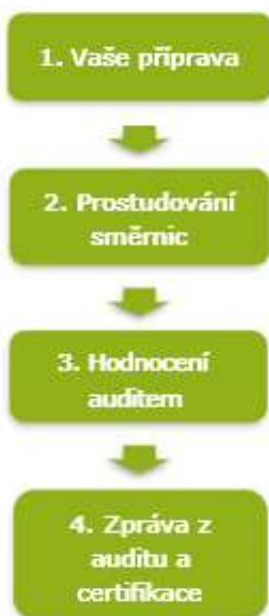 1. Vaše příprava
2. Prostudování
směrnic
3. Hodnocení
auditem
4. Zpráva z
auditu a
certifikace